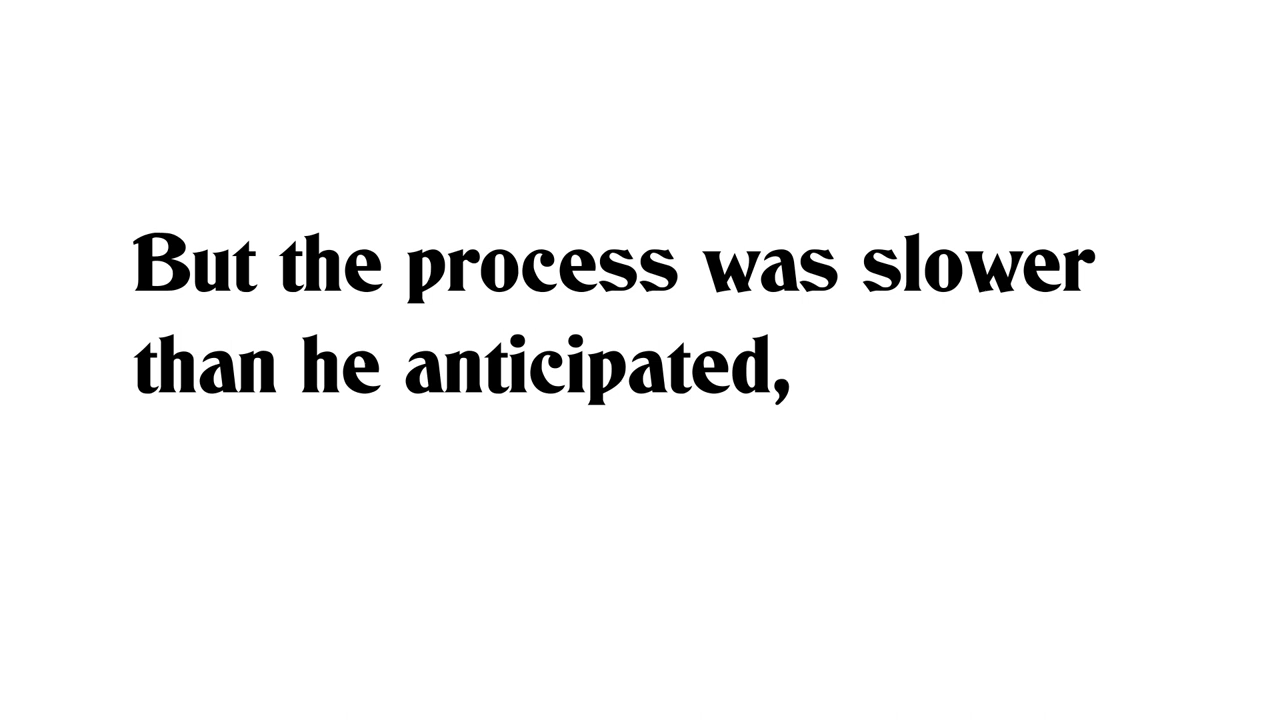 But the process was slower
than he anticipated,